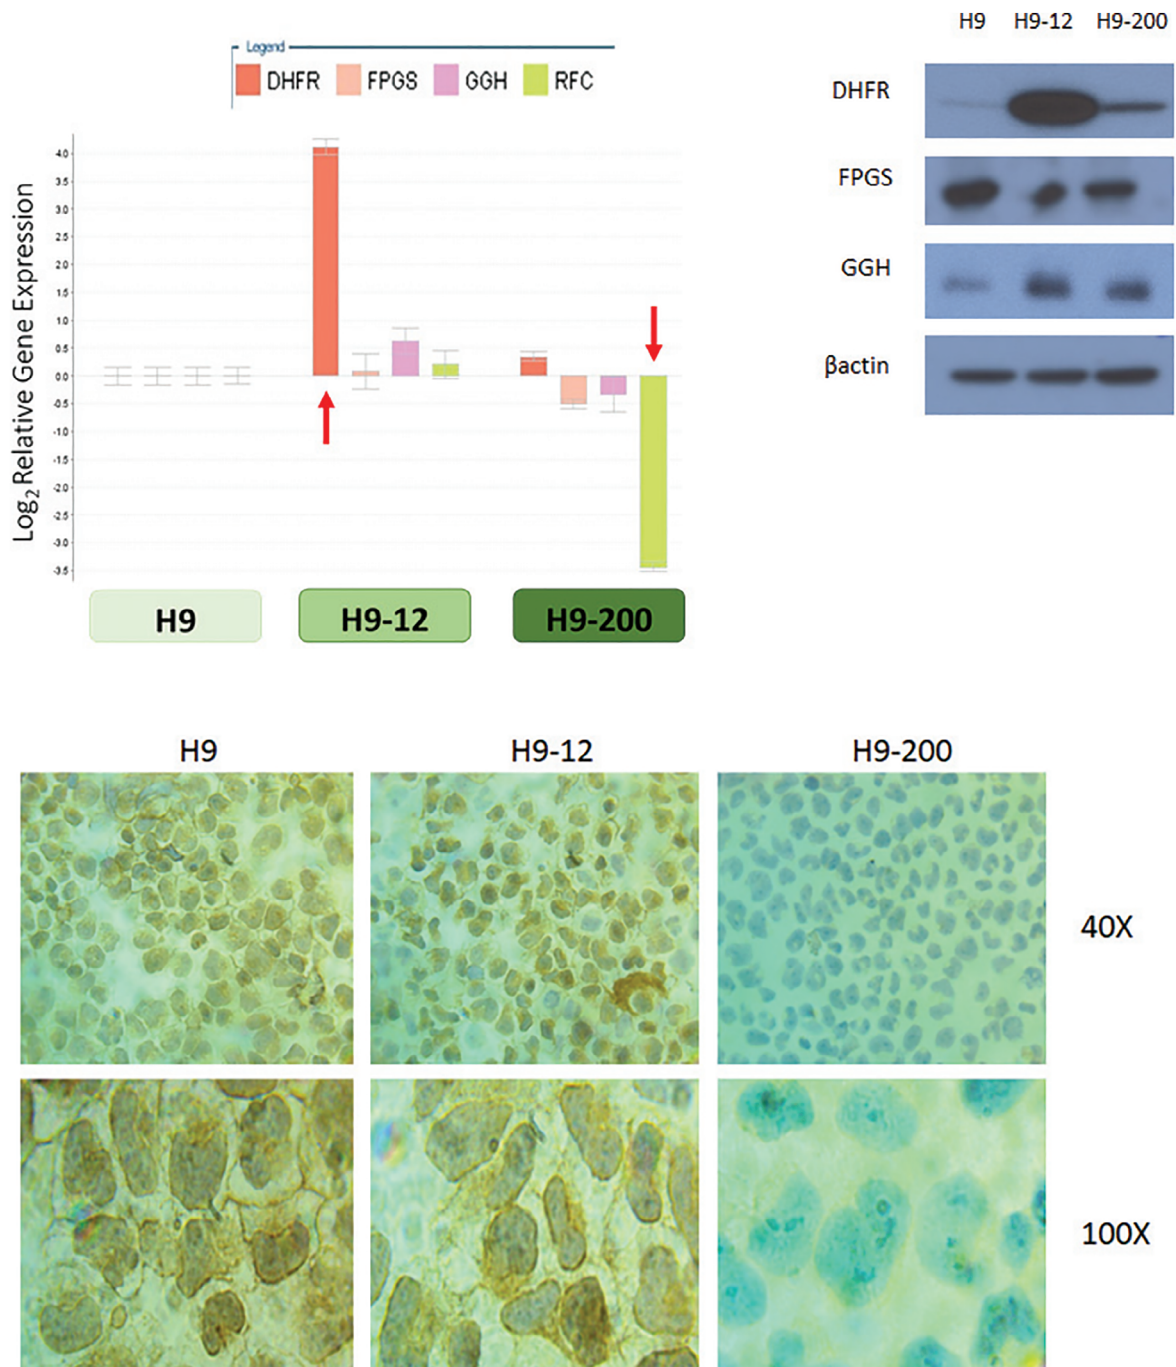 Legend
DHFR FPGS GGH RFC
Log2 Relative Gene Expression
4.0
3.5
3.0
2.5
2.0
1.5
1.0
0.5
0.0
-0.5
-1.0
-1.5
-2.0
-2.5
-3.0
-3.5
H9 H9-12 H9-200
H9 H9-12 H9-200
DHFR
FPGS
GGH
βactin
H9 H9-12 H9-200
40X
100X